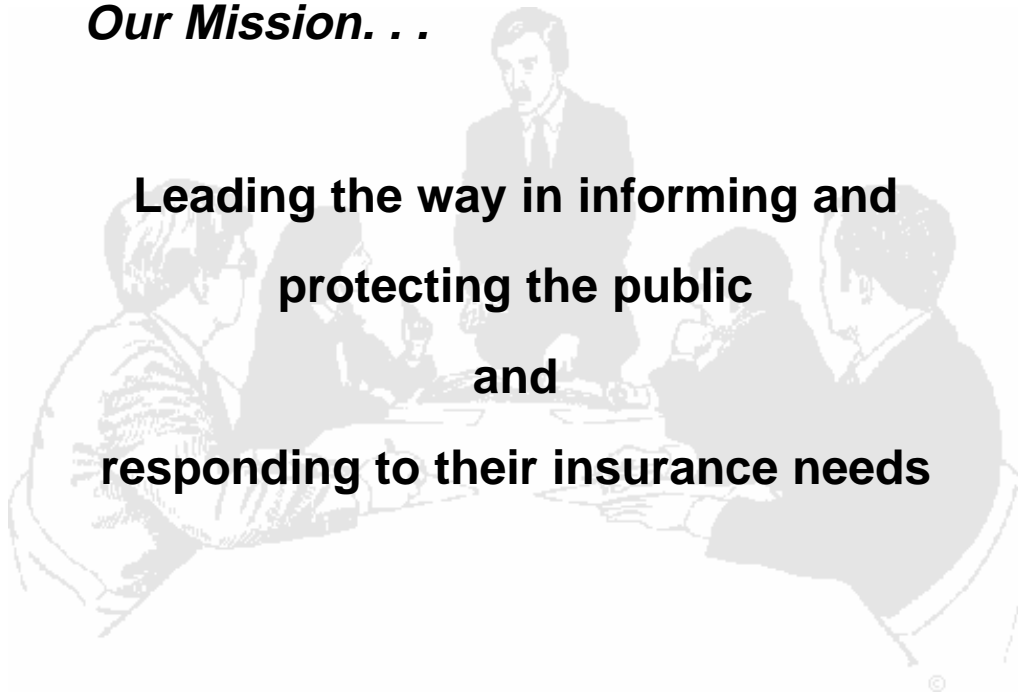 Our Mission. . .
Leading the way in informing and
protecting the public
and
responding to their insurance needs
©